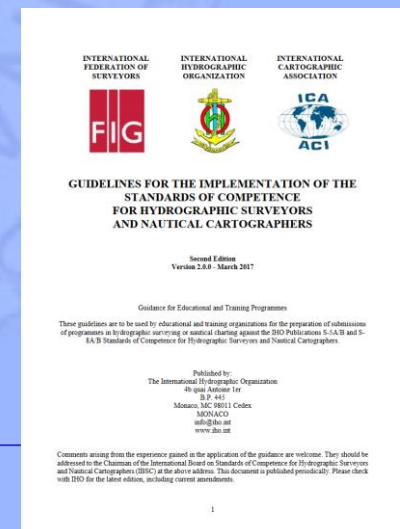 INTERNATIONAL FEDERATION OF SURVEYORS
INTERNATIONAL HYDROGRAPHIC ORGANIZATION
INTERNATIONAL CARTOGRAPHIC ASSOCIATION
FIG
ICA
ACI
GUIDELINES FOR THE IMPLEMENTATION OF THE
STANDARDS OF COMPETENCE
FOR HYDROGRAPHIC SURVEYORS
AND NAUTICAL CARTOGRAPHERS
Second Edition
Version 2.0.0 - March 2017
Guidance for Educational and Training Programmes
These guidelines are to be used by educational and training organizations for the preparation of submissions
of programmes in hydrographic surveying or nautical charting against the IHO Publications S-5A/B and S-
8A/B Standards of Competence for Hydrographic Surveyors and Nautical Cartographers.
Published by:
The International Hydrographic Organization
4b quai Antoine 1er
B.P. 445
Monaco, MC 98011 Cedex
MONACO
info@iho.int
www.iho.int
Comments arising from the experience gained in the application of the guidance are welcome. They should be
addressed to the Chairman of the International Board on Standards of Competence for Hydrographic Surveyors
and Nautical Cartographers (IBSC) at the above address. This document is published periodically. Please check
with IHO for the latest edition, including current amendments.
1